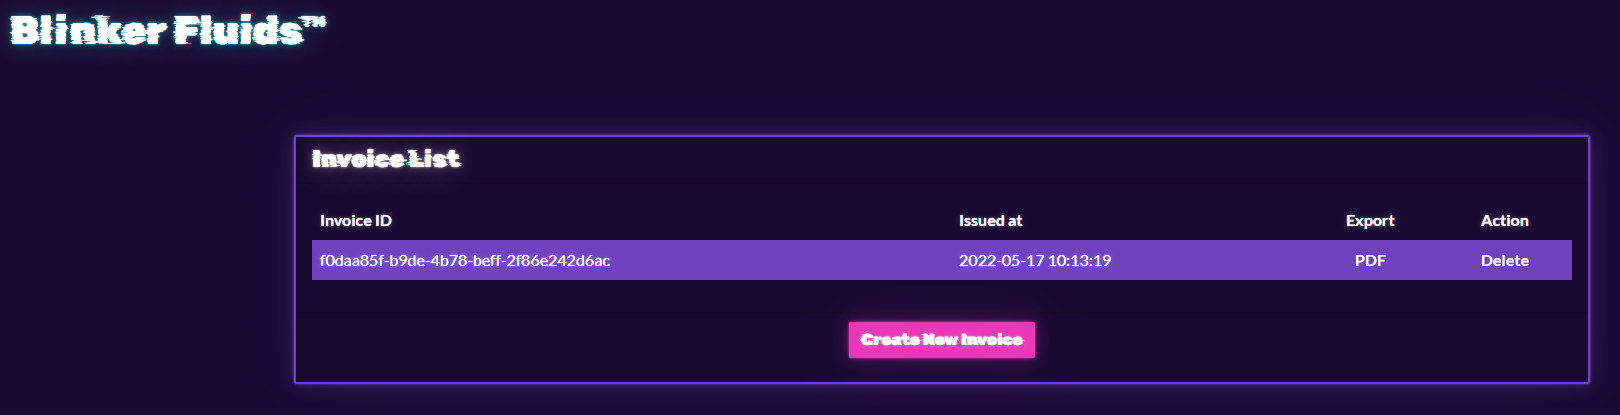 Blinker Fluids™
Invoice List
Invoice ID Issued at Export Action
f0daa85f-b9de-4b78-beff-2f86e242d6ac 2022-05-17 10:13:19 PDF Delete
Create New Invoice